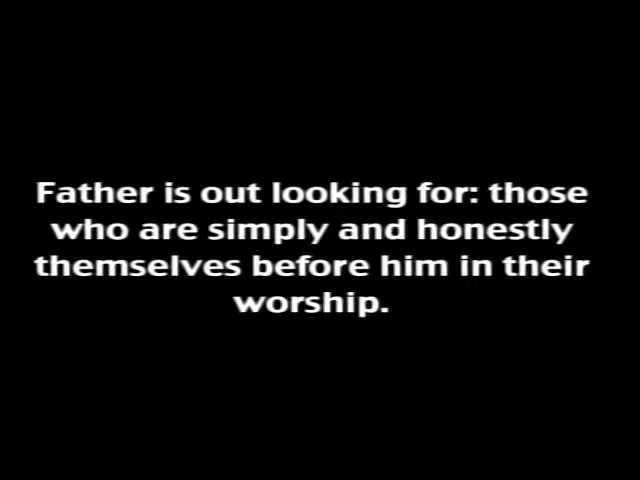 Father is out looking for: those
who are simply and honestly
themselves before him in their
worship.